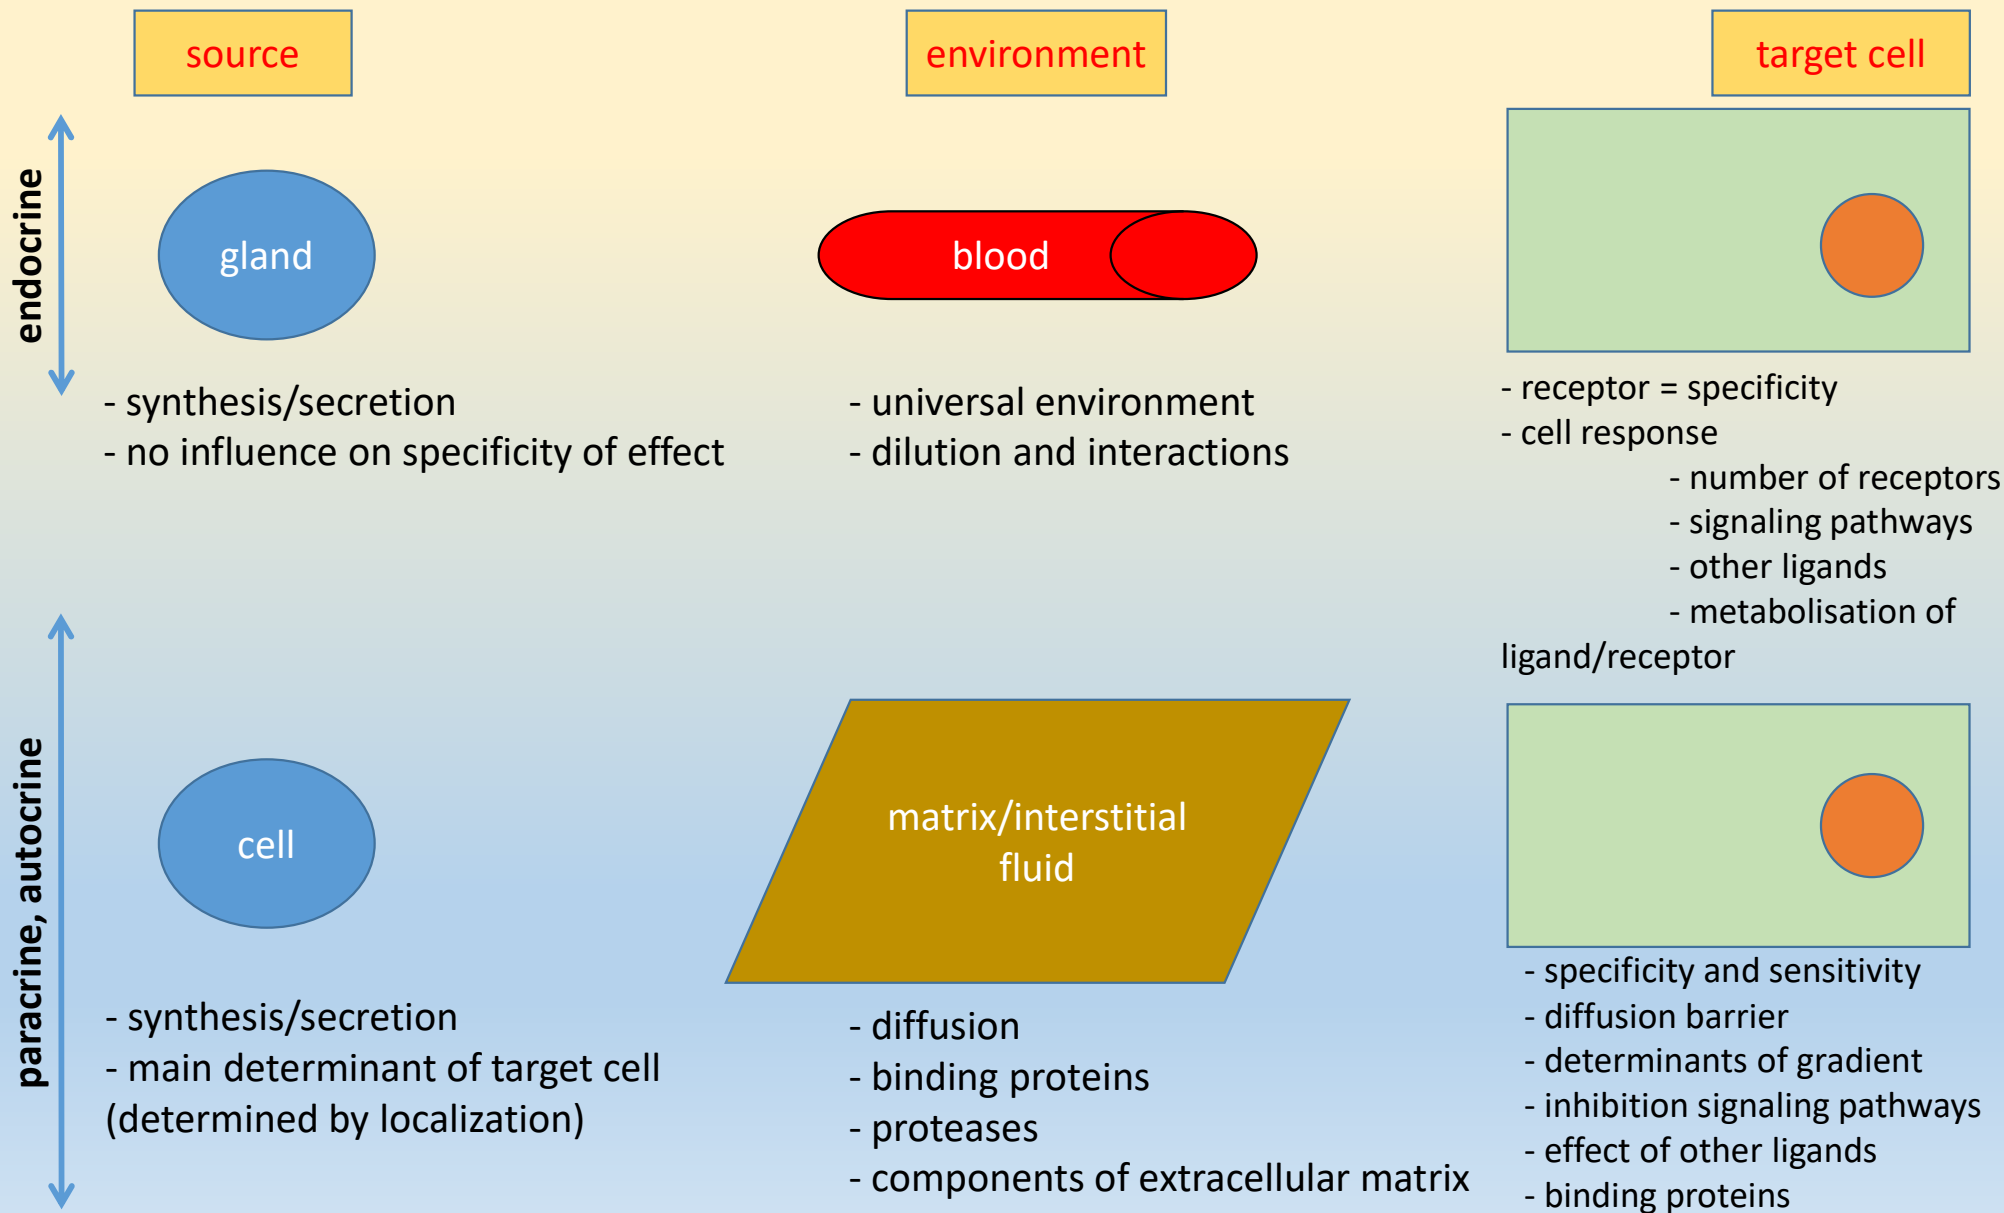 source
environment
target cell
endocrine
gland
blood
- synthesis/secretion
- no influence on specificity of effect
- universal environment
- dilution and interactions
- receptor = specificity
- cell response
- number of receptors
- signaling pathways
- other ligands
- metabolisation of
ligand/receptor
paracrine, autocrine
cell
matrix/interstitial
fluid
- synthesis/secretion
- main determinant of target cell
(determined by localization)
- diffusion
- binding proteins
- proteases
- components of extracellular matrix
- specificity and sensitivity
- diffusion barrier
- determinants of gradient
- inhibition signaling pathways
- effect of other ligands
- binding proteins